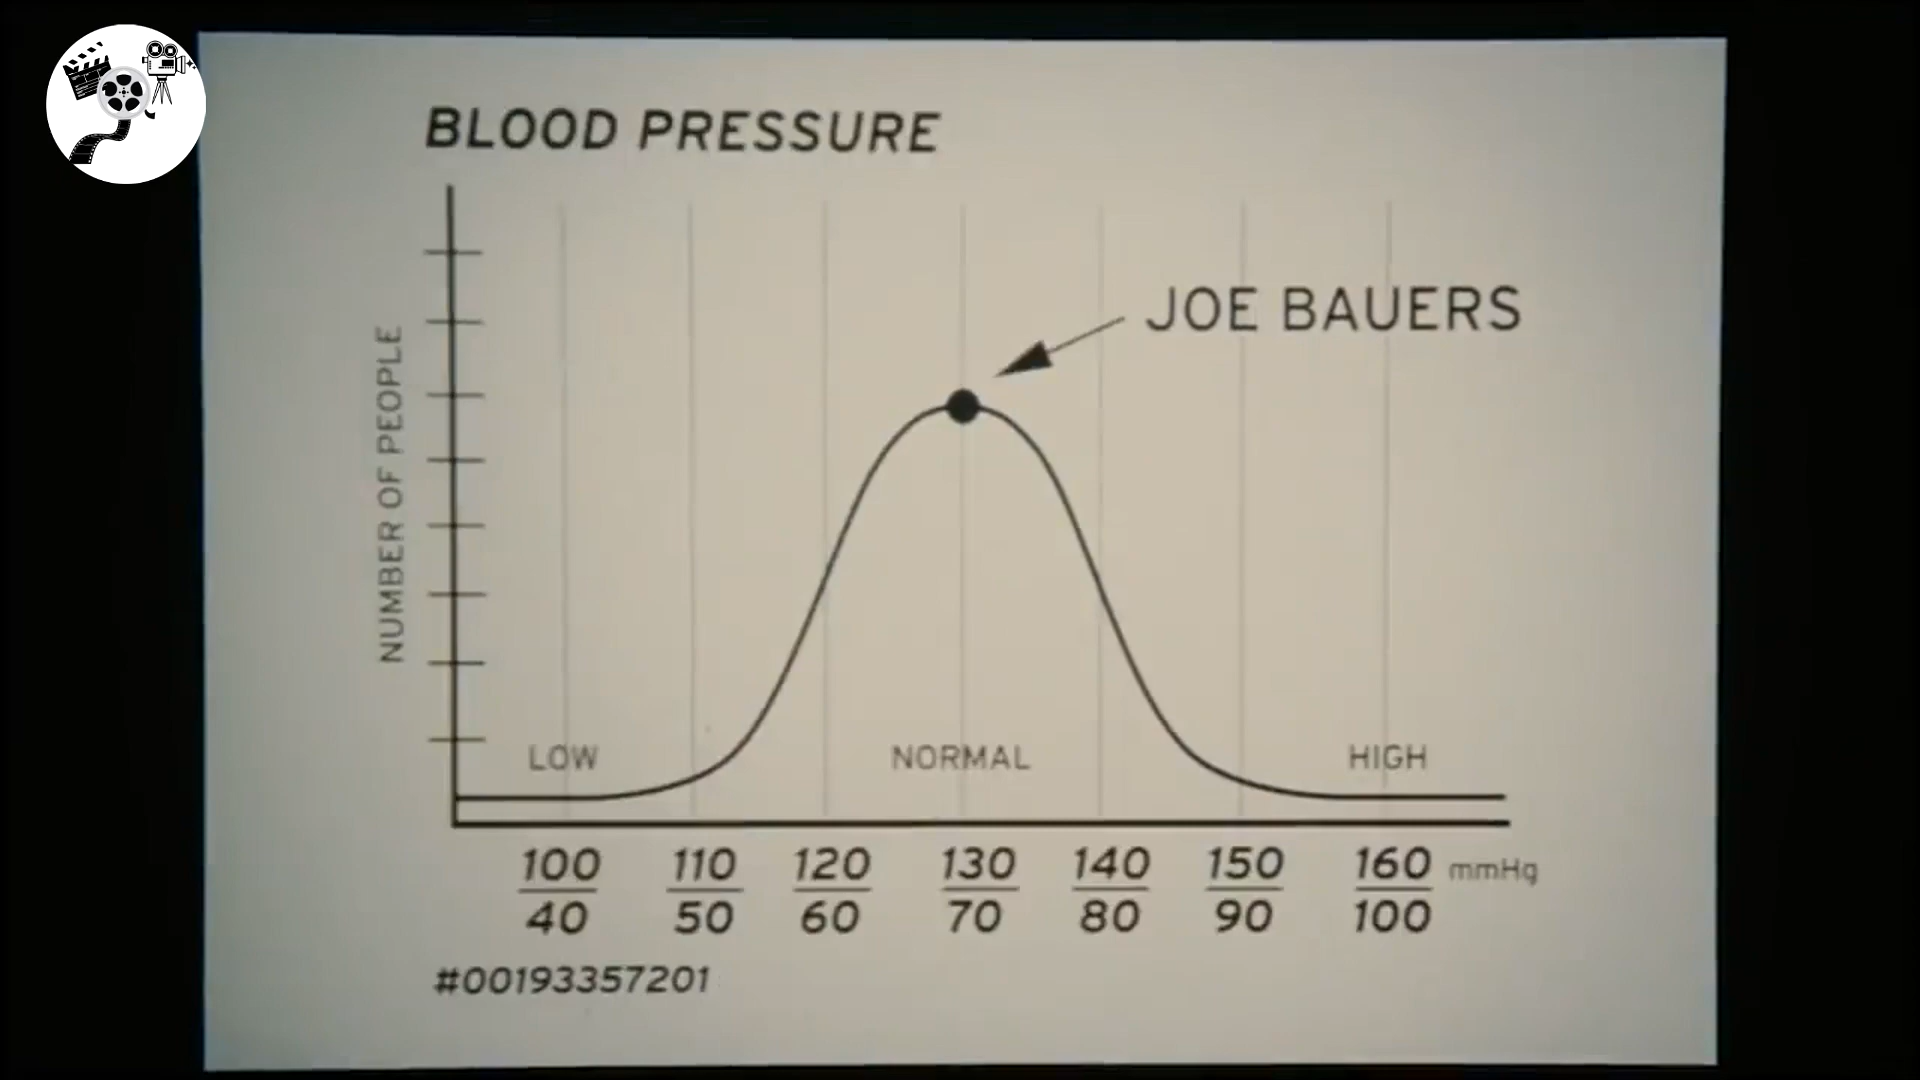 BLOOD PRESSURE
JOE BAUERS
NUMBER OF PEOPLE
LOW NORMAL HIGH
100 110 120 130 140 150 160 mmHg
40 50 60 70 80 90 100
#00193357201